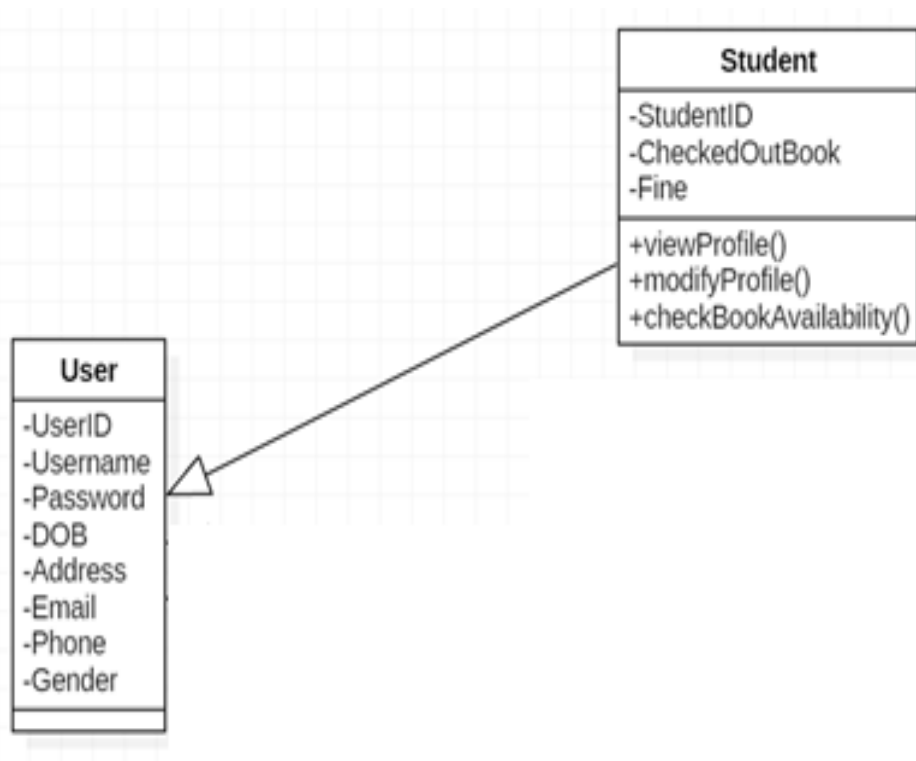 Student
-StudentID
-CheckedOutBook
-Fine
+viewProfile()
+modifyProfile()
+checkBookAvailability()
User
-UserID
-Username
-Password
-DOB
-Address
-Email
-Phone
-Gender